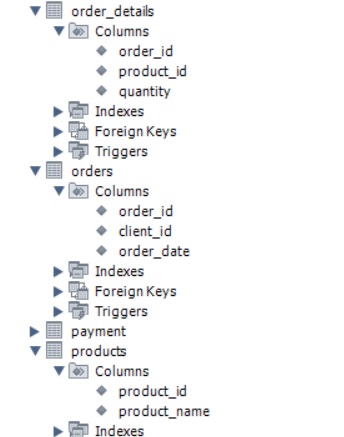 order_details
Columns
order_id
product_id
quantity
Indexes
Foreign Keys
Triggers
orders
Columns
order_id
client_id
order_date
Indexes
Foreign Keys
Triggers
payment
products
Columns
product_id
product_name
Indexes